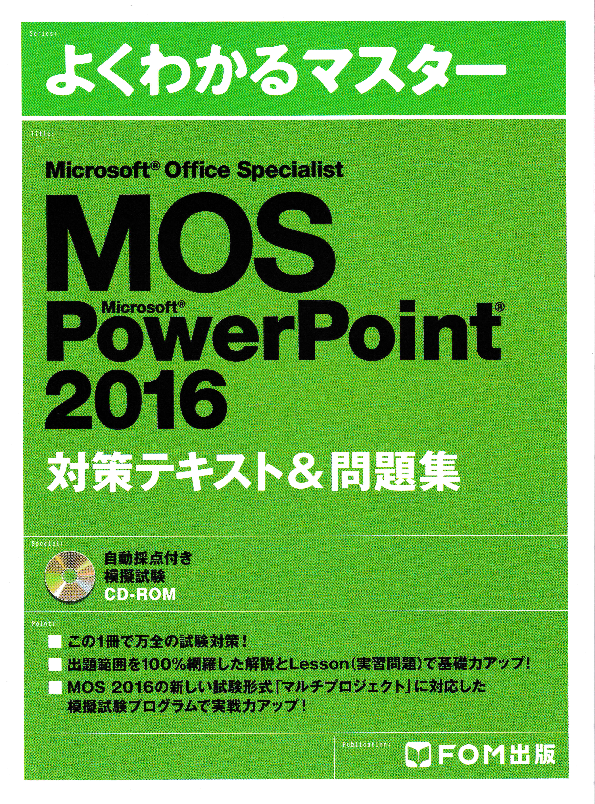 Series:
よくわかるマスター
Title:
Microsoft® Office Specialist
MOS
Microsoft®
PowerPoint®
2016
対策テキスト&問題集
Special:
自動採点付き
模擬試験
CD-ROM
Point:
この1冊で万全の試験対策!
出題範囲を100%網羅した解説とLesson(実習問題)で基礎力アップ!
MOS 2016の新しい試験形式「マルチプロジェクト」に対応した
模擬試験プログラムで実戦力アップ!
Publication:
FOM出版